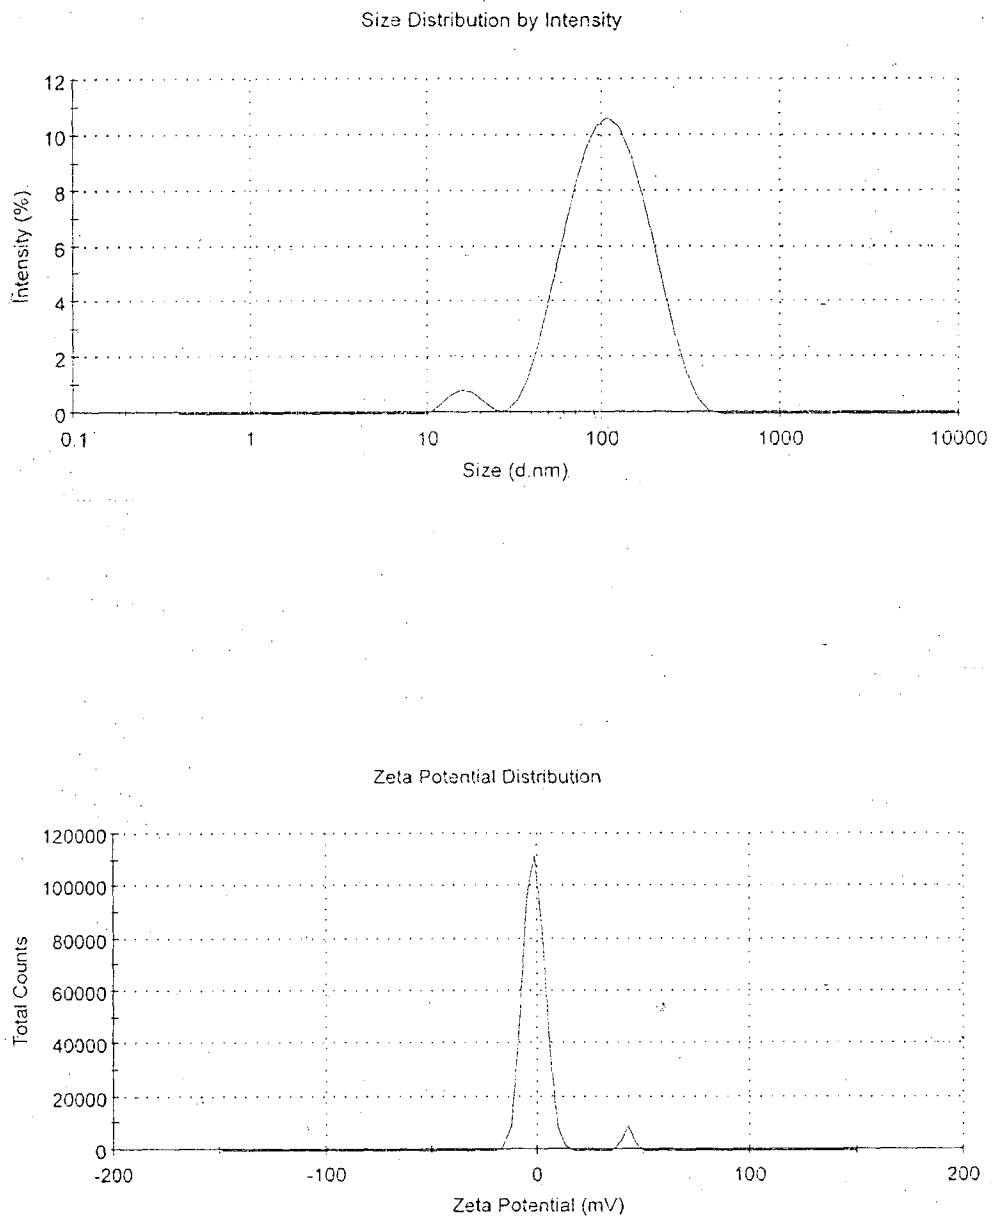 Size Distribution by Intensity
12
10
8
6
4
2
0
Intensity (%)
0.1 1 10 100 1000 10000
Size (d.nm)
Zeta Potential Distribution
120000
100000
80000
60000
40000
20000
0
Total Counts
-200 -100 0 100 200
Zeta Potential (mV)